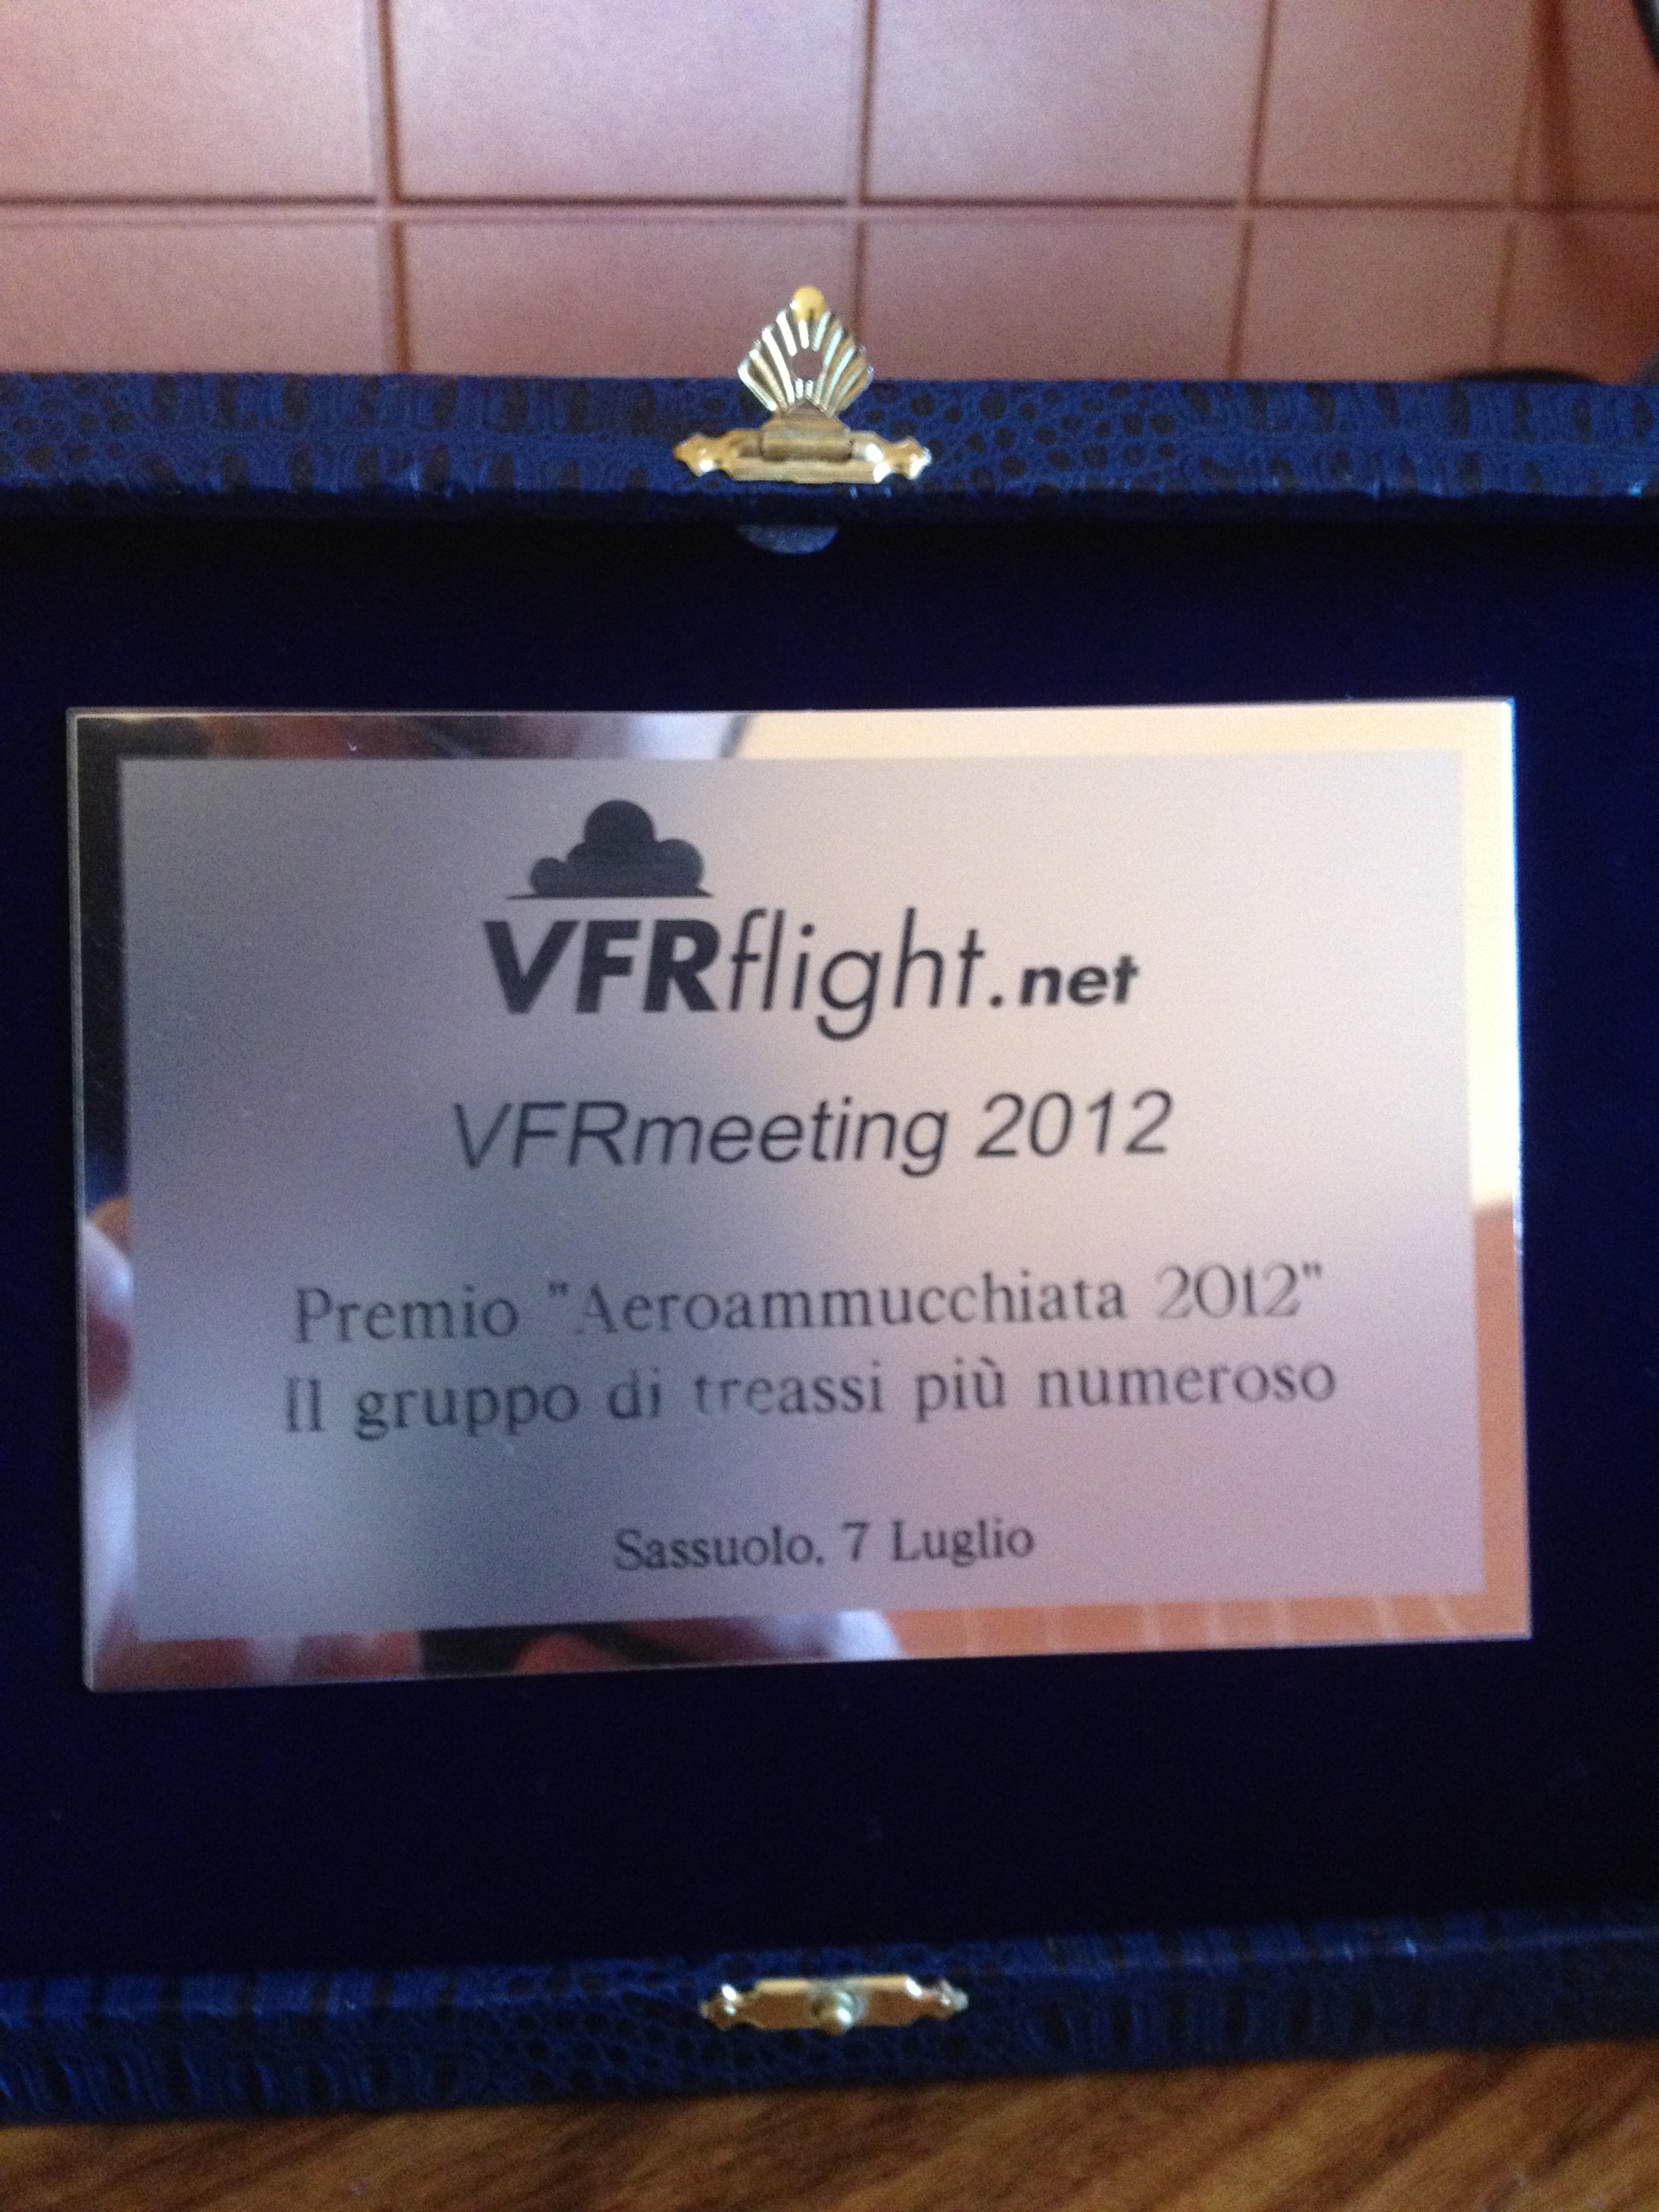 VFRflight.net
VFRmeeting 2012
Premio "Aeroammucchiata 2012"
Il gruppo di treassi più numeroso
Sassuolo, 7 Luglio